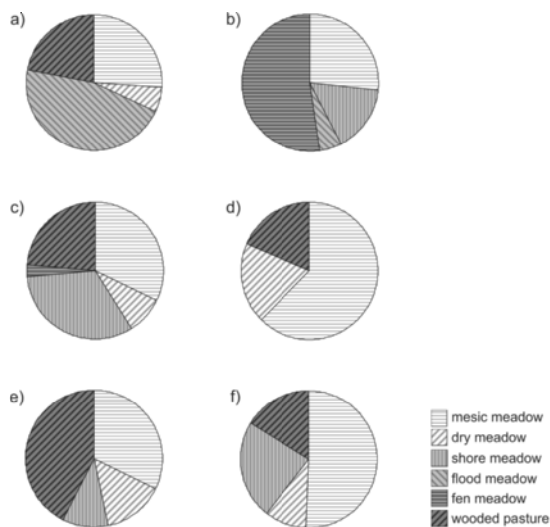 a)
b)
c)
d)
e)
f)
mesic meadow
dry meadow
shore meadow
flood meadow
fen meadow
wooded pasture